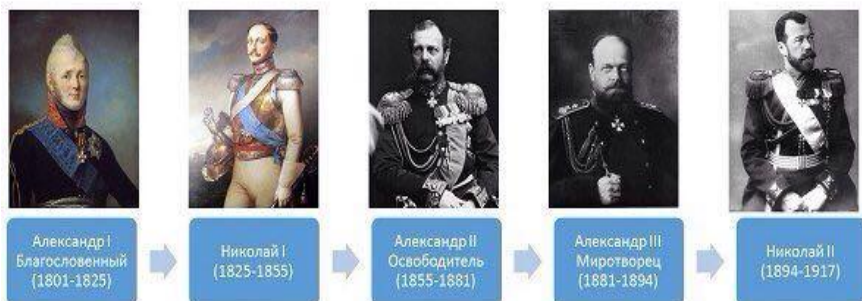 Александр I
Благословенный
(1801-1825)
Николай I
(1825-1855)
Александр II
Освободитель
(1855-1881)
Александр III
Миротворец
(1881-1894)
Николай II
(1894-1917)